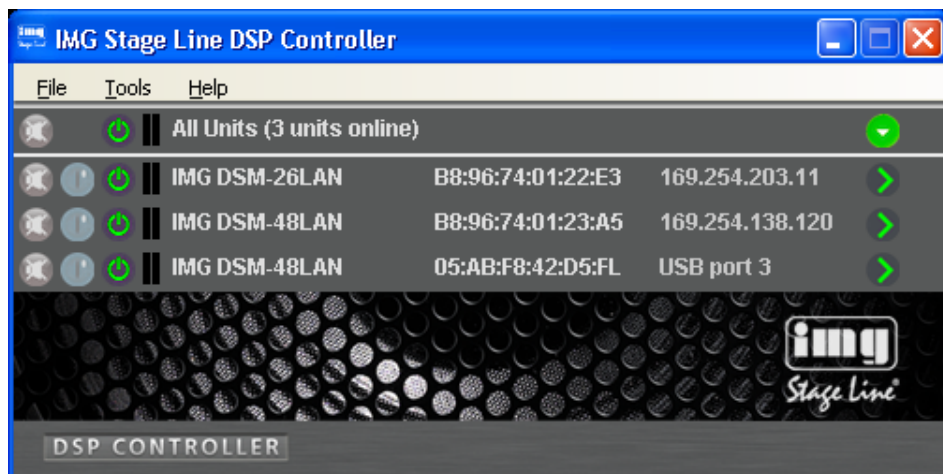 IMG Stage Line DSP Controller
File Tools Help
All Units (3 units online)
IMG DSM-26LAN B8:96:74:01:22:E3 169.254.203.11
IMG DSM-48LAN B8:96:74:01:23:A5 169.254.138.120
IMG DSM-48LAN 05:AB:F8:42:D5:FL USB port 3
img
Stage Line®
DSP CONTROLLER